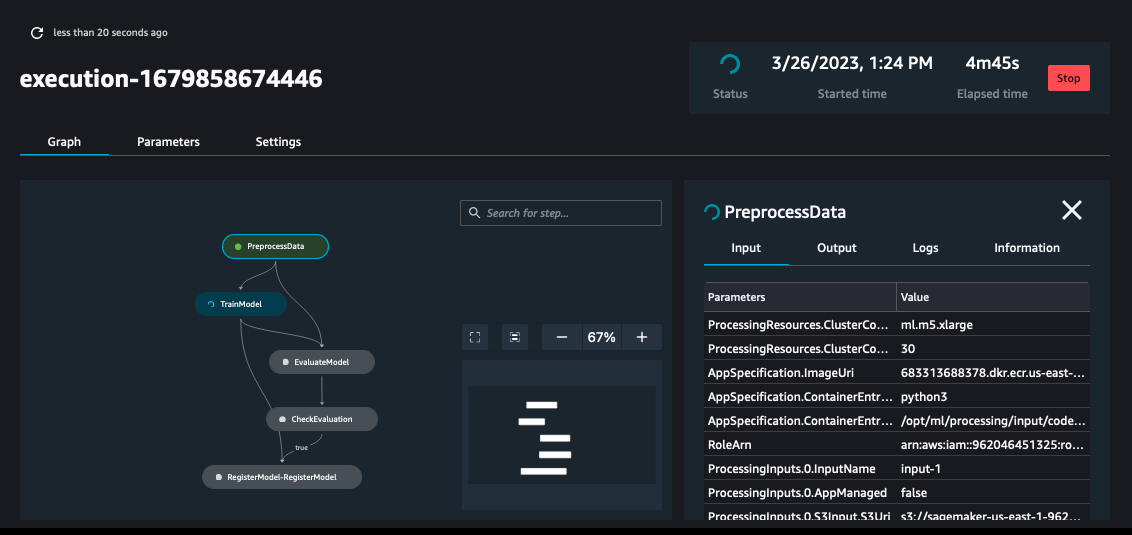 less than 20 seconds ago
execution-1679858674446
3/26/2023, 1:24 PM 4m45s
Status Started time Elapsed time
Stop
Graph Parameters Settings
Search for step...
PreprocessData
TrainModel
EvaluateModel
CheckEvaluation
true
RegisterModel-RegisterModel
67%
PreprocessData
Input Output Logs Information
Parameters Value
ProcessingResources.ClusterCo... ml.m5.xlarge
ProcessingResources.ClusterCo... 30
AppSpecification.ImageUri 683313688378.dkr.ecr.us-east-...
AppSpecification.ContainerEntr... python3
AppSpecification.ContainerEntr... /opt/ml/processing/input/code...
RoleArn arn:aws:iam::962046451325:ro...
ProcessingInputs.0.InputName input-1
ProcessingInputs.0.AppManaged false
ProcessingInputs.0.S3Input.S3Uri s3://sagemaker-us-east-1-962...